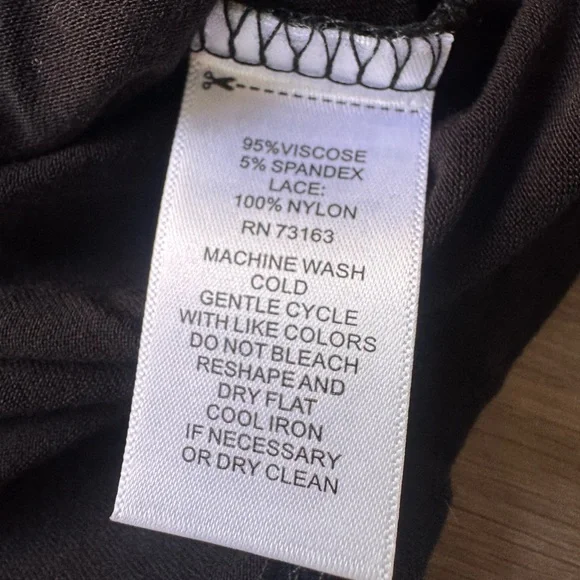 95%VISCOSE
5% SPANDEX
LACE:
100% NYLON
RN 73163
MACHINE WASH
COLD
GENTLE CYCLE
WITH LIKE COLORS
DO NOT BLEACH
RESHAPE AND
DRY FLAT
COOL IRON
IF NECESSARY
OR DRY CLEAN